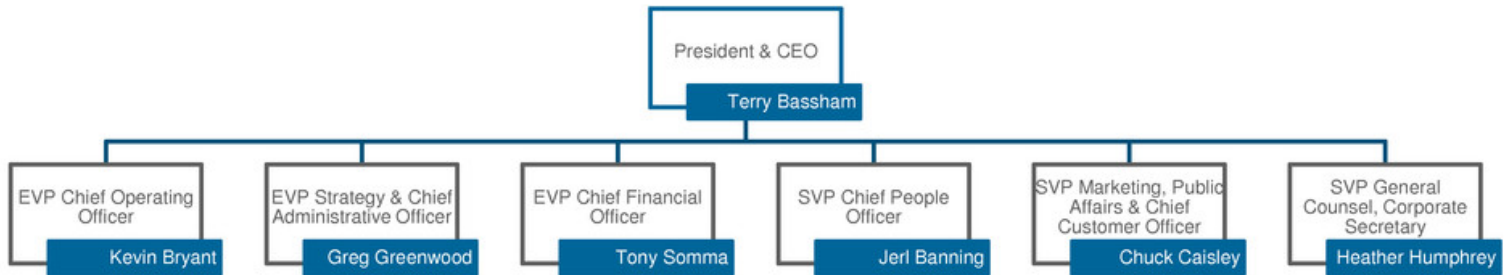 President & CEO
Terry Bassham
EVP Chief Operating
Officer
Kevin Bryant
EVP Strategy & Chief
Administrative Officer
Greg Greenwood
EVP Chief Financial
Officer
Tony Somma
SVP Chief People
Officer
Jerl Banning
SVP Marketing, Public
Affairs & Chief
Customer Officer
Chuck Caisley
SVP General
Counsel, Corporate
Secretary
Heather Humphrey